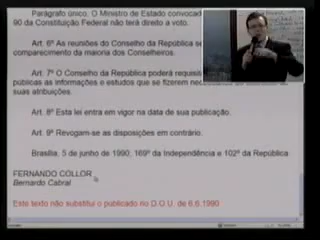 Parágrafo único. O Ministro de Estado convocad
90 da Constituição Federal não terá direito a voto.
Art. 6º As reuniões do Conselho da República se
comparecimento da maioria dos Conselheiros.
Art. 7º O Conselho da República poderá requisit
públicas as informações e estudos que se fizerem necess
suas atribuições.
Art. 8º Esta lei entra em vigor na data de sua publicação.
Art. 9º Revogam-se as disposições em contrário.
Brasília, 5 de junho de 1990; 169º da Independência e 102º da República
FERNANDO COLLOR
Bernardo Cabral
Este texto não substitui o publicado no D.O.U. de 6.6.1990